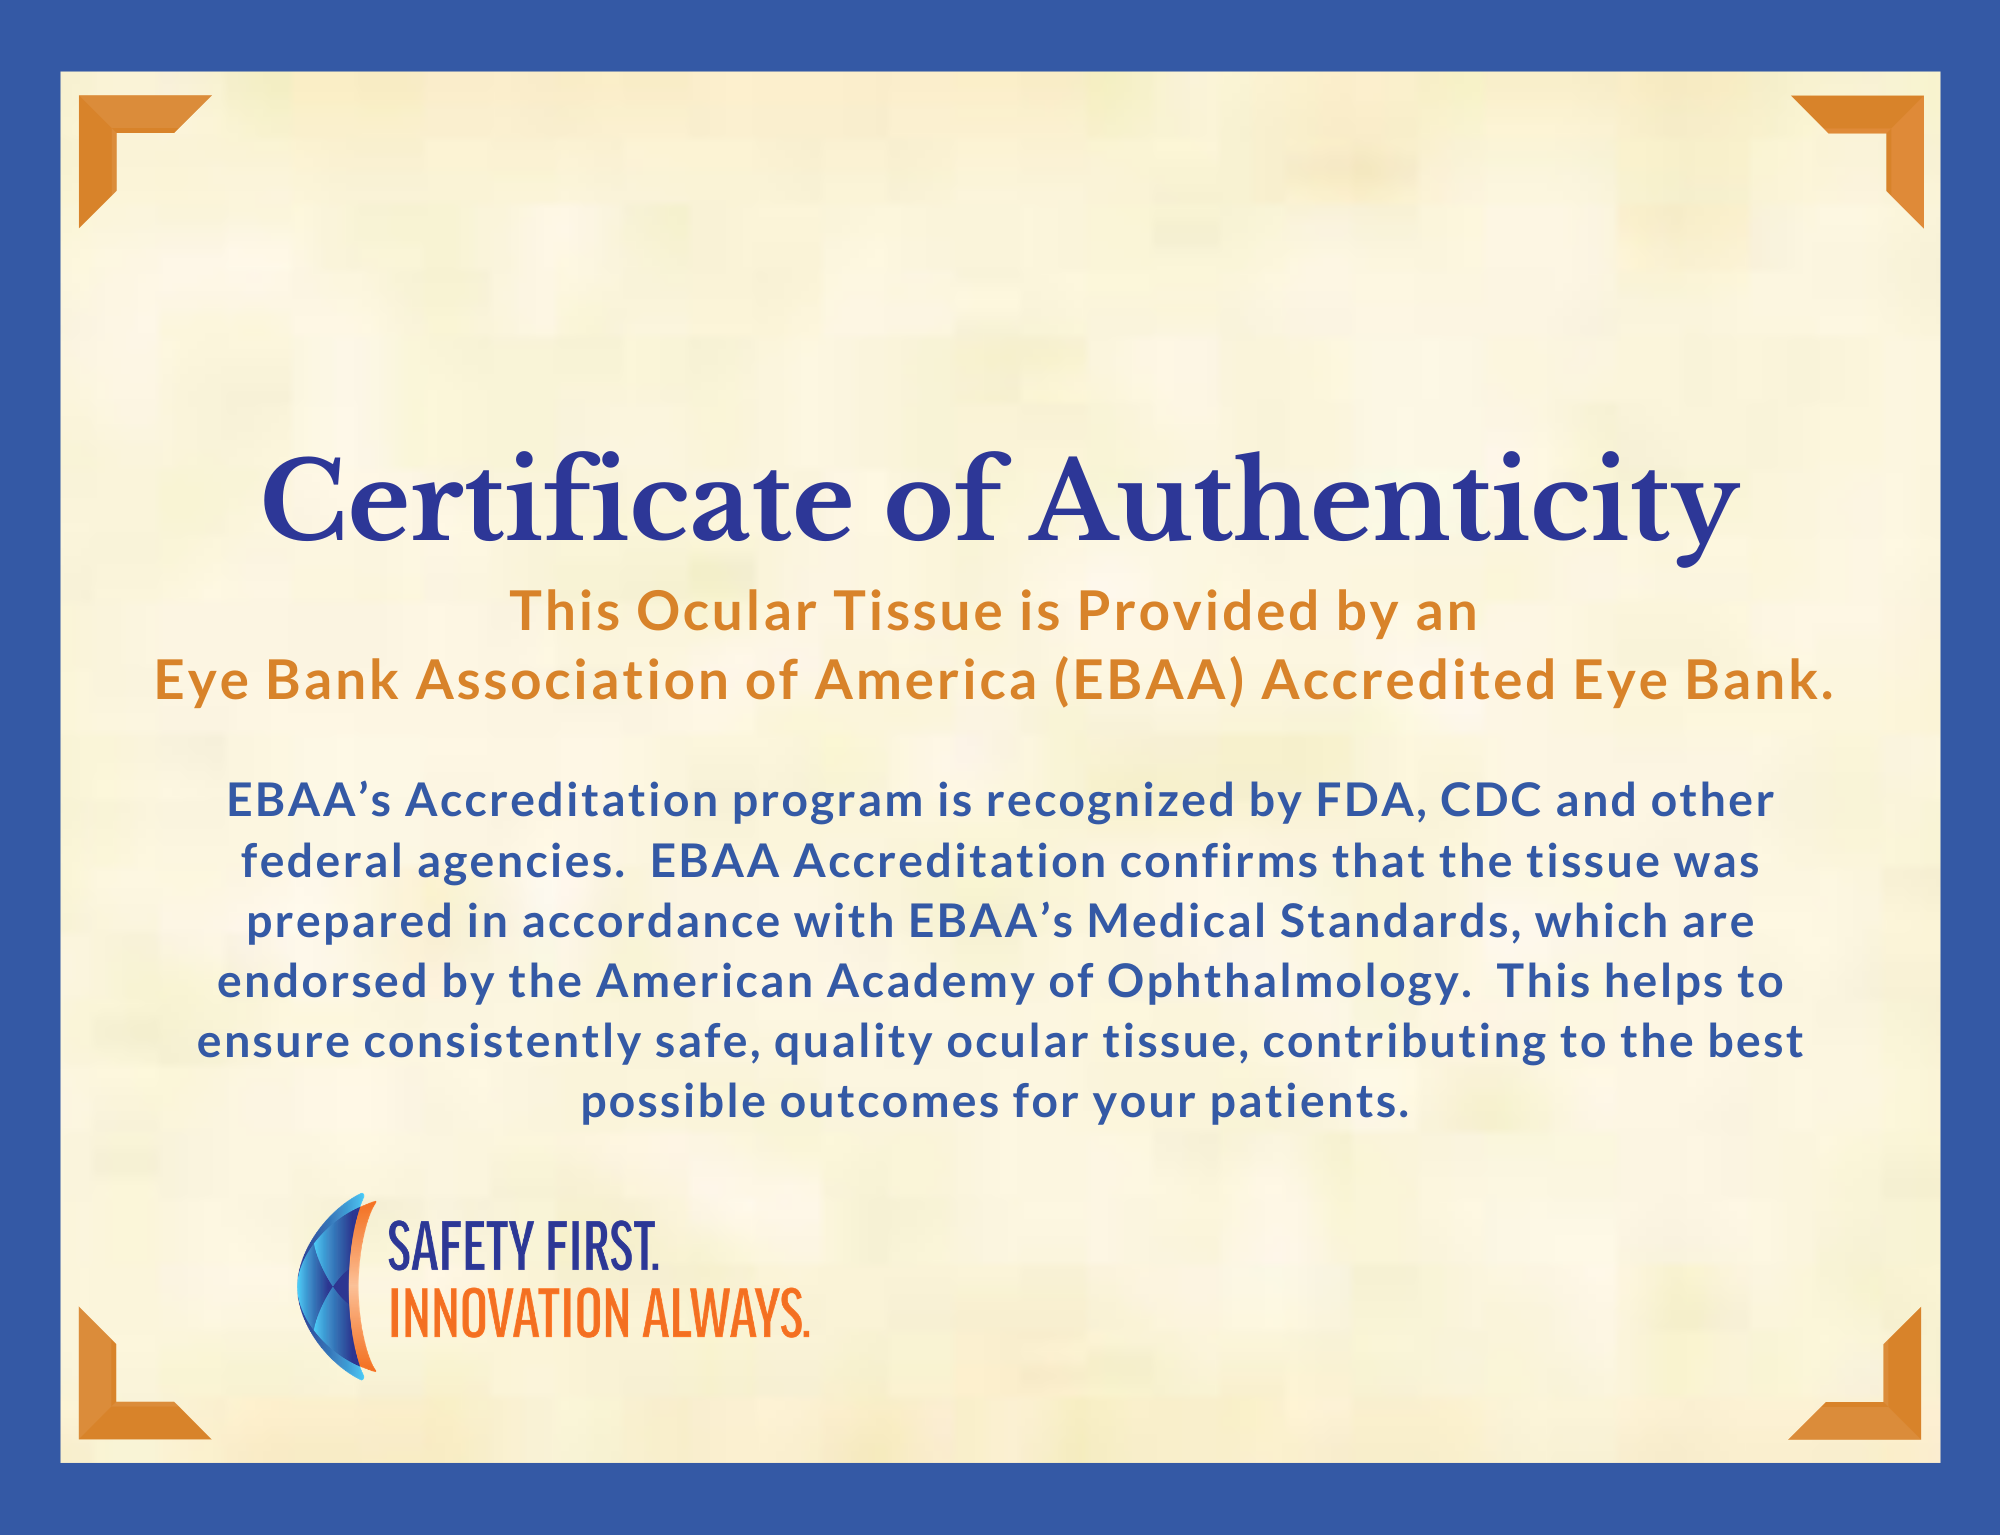 Certificate of Authenticity
This Ocular Tissue is Provided by an
Eye Bank Association of America (EBAA) Accredited Eye Bank.
EBAA’s Accreditation program is recognized by FDA, CDC and other
federal agencies.  EBAA Accreditation confirms that the tissue was
prepared in accordance with EBAA’s Medical Standards, which are
endorsed by the American Academy of Ophthalmology.  This helps to
ensure consistently safe, quality ocular tissue, contributing to the best
possible outcomes for your patients.
SAFETY FIRST.
INNOVATION ALWAYS.